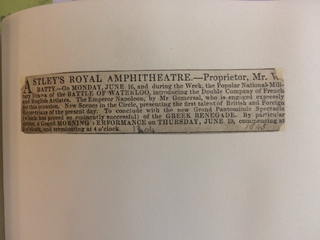 ASTLEY'S ROYAL AMPHITHEATRE.—Proprietor, Mr. W.
BATTY.—On MONDAY, JUNE 16, and during the Week, the Popular National Mili-
tary Drama of the BATTLE OF WATERLOO, introducing the Double Company of French
and English Artistes. The Emperor Napoleon, by Mr. Gomersal, who is engaged expressly
for this occasion. New Scenes in the Circle, presenting the first talent of British and Foreign
Equestrians of the present day. To conclude with the new Grand Pantomimic Spectacle
(which has proved so eminently successful) of the GREEK RENEGADE. By particular
desire, a Grand MORNING PERFORMANCE on THURSDAY, JUNE 19, commencing at
o'clock, and terminating at 4 o'clock.